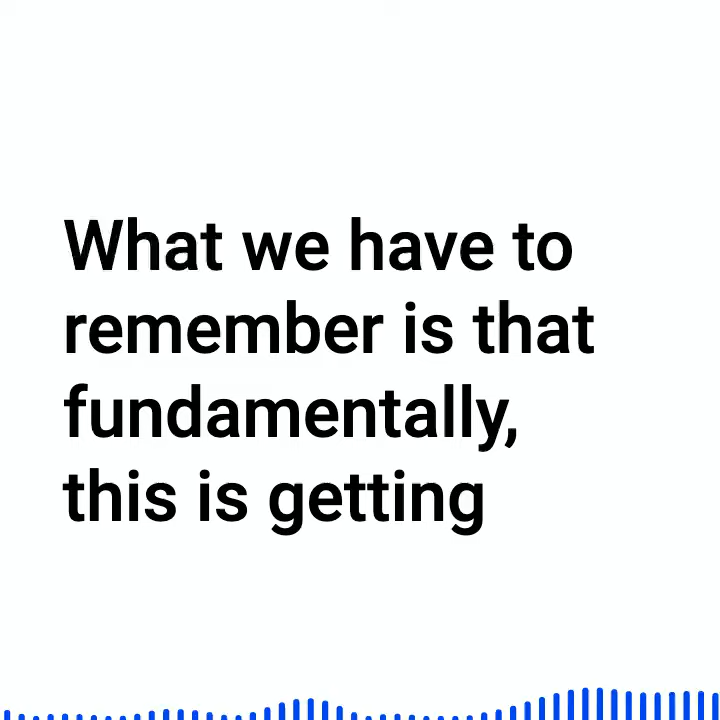 What we have to
remember is that
fundamentally,
this is getting